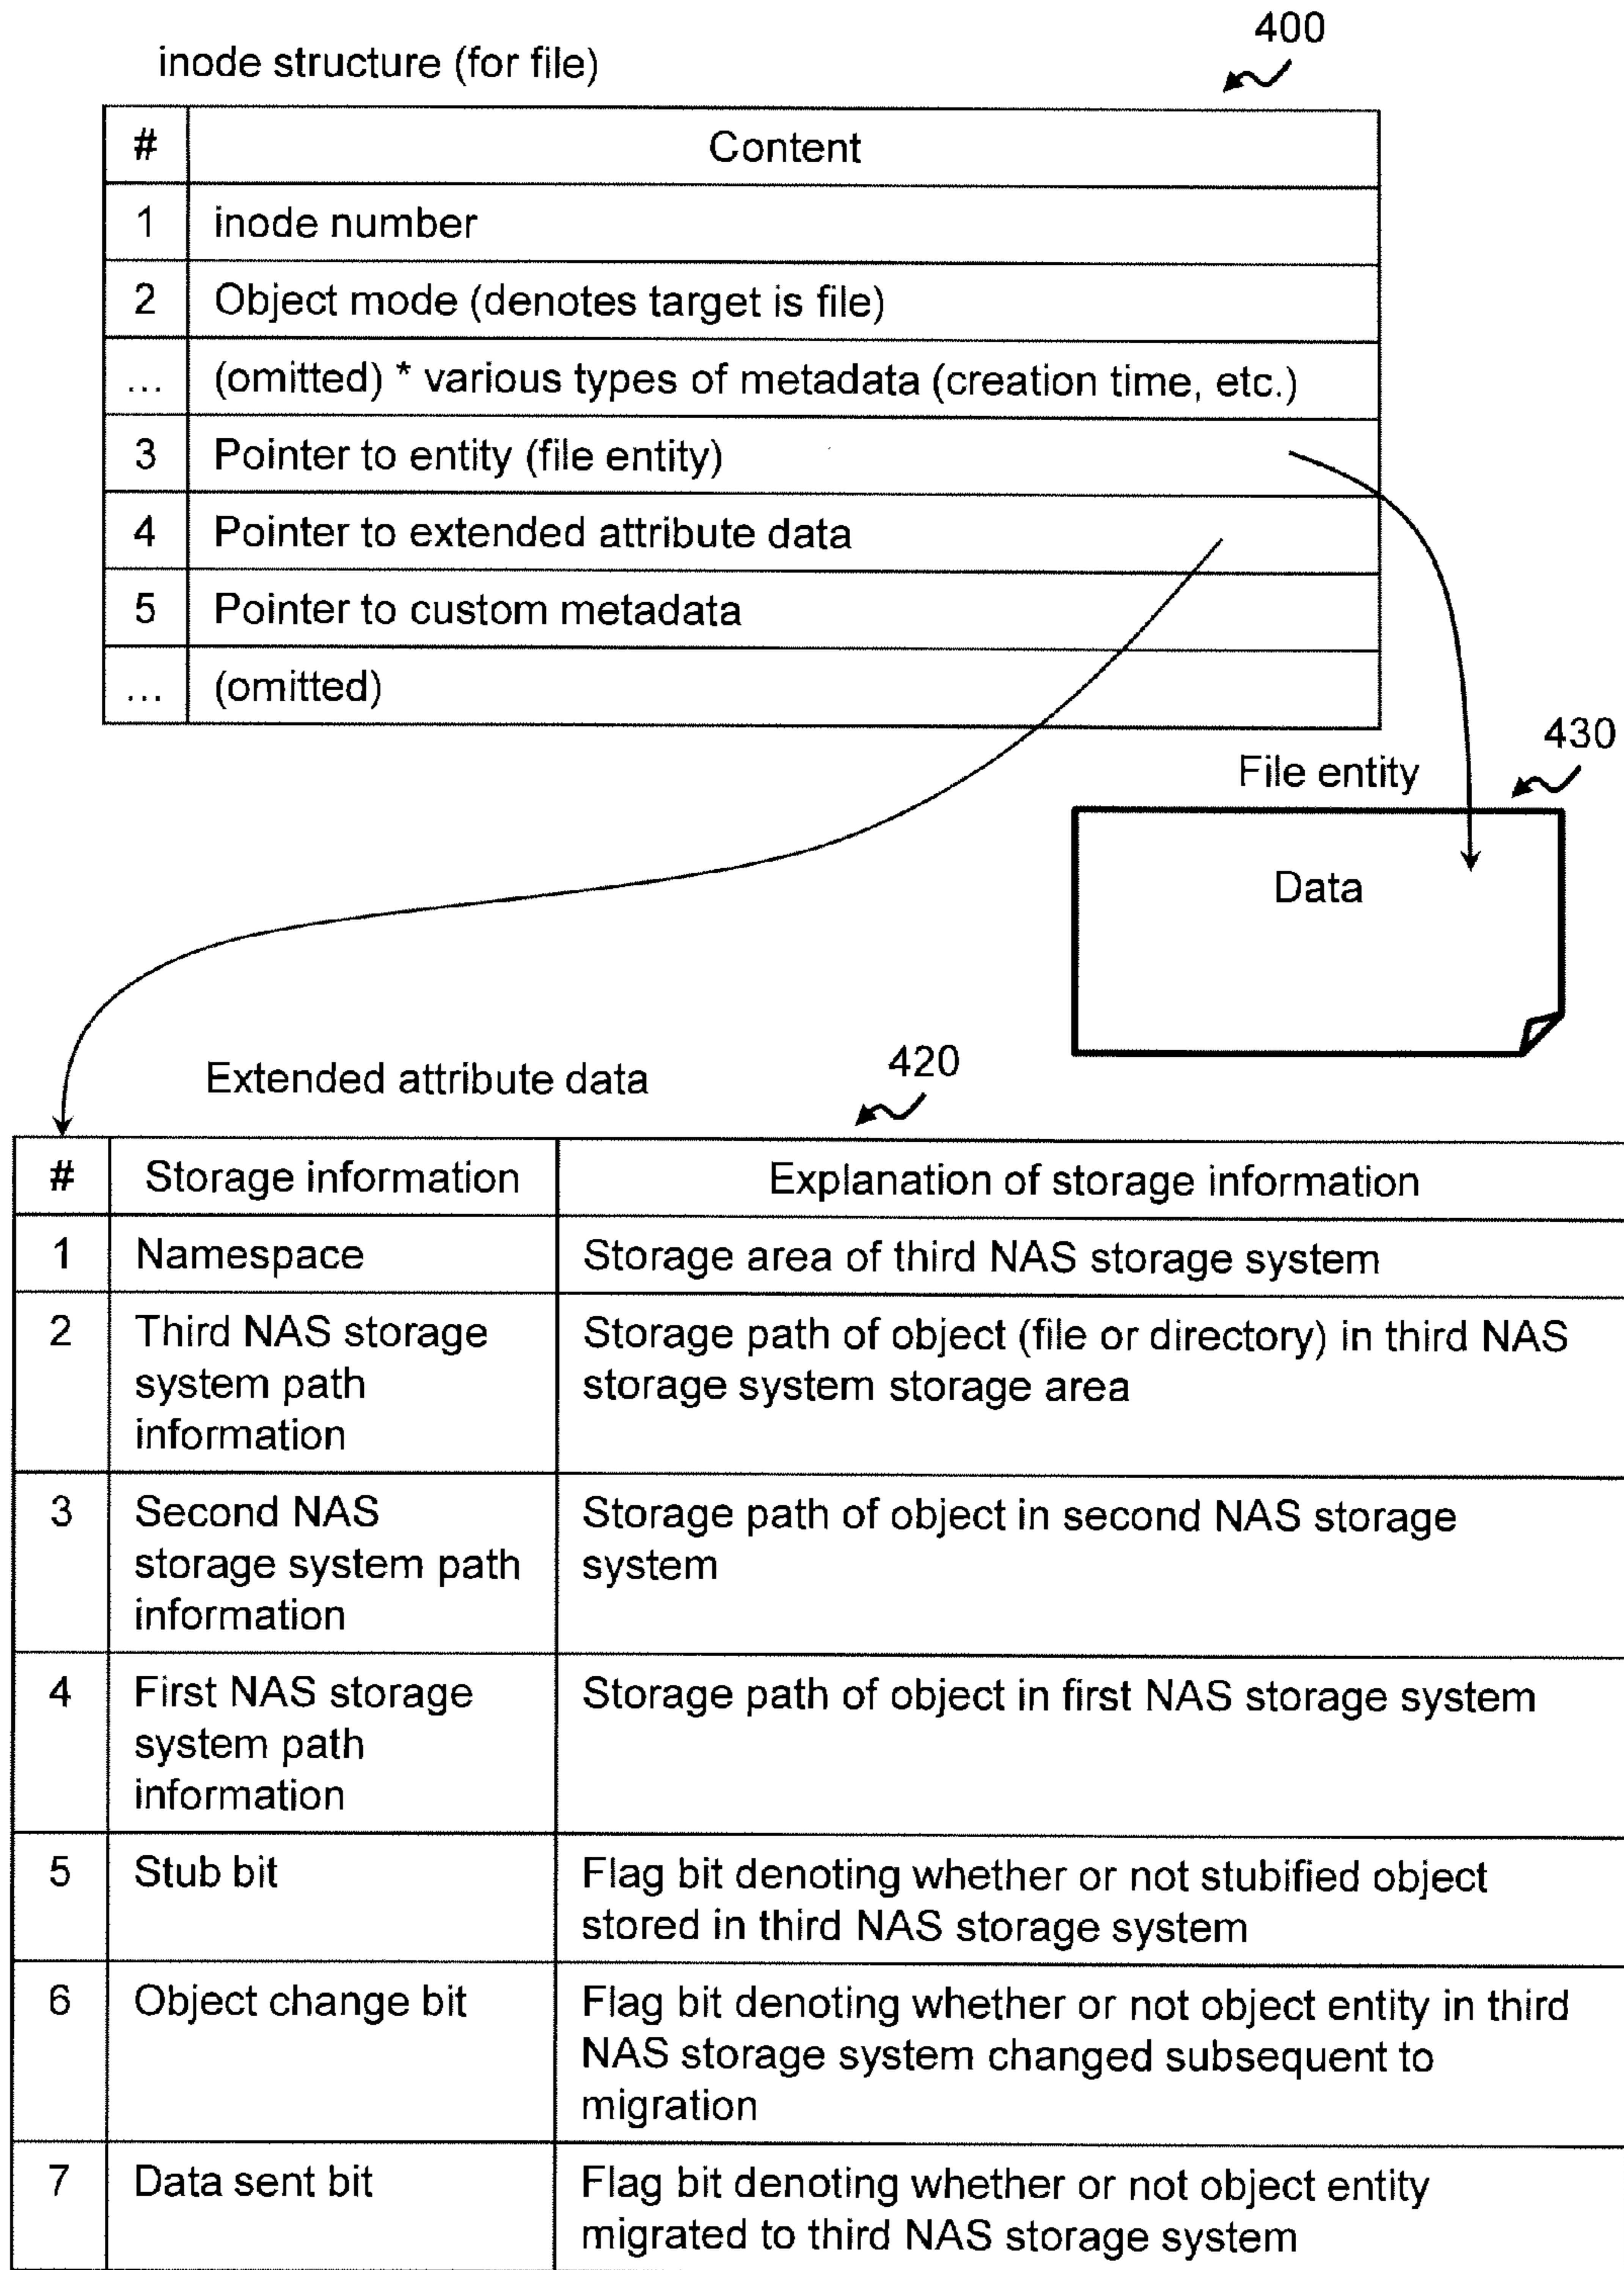 400
inode structure (for file)
# Content
1 inode number
2 Object mode (denotes target is file)
... (omitted) * various types of metadata (creation time, etc.)
3 Pointer to entity (file entity)
4 Pointer to extended attribute data
5 Pointer to custom metadata
... (omitted)
430
File entity
Data
420
Extended attribute data
# Storage information Explanation of storage information
1 Namespace Storage area of third NAS storage system
2 Third NAS storage Storage path of object (file or directory) in third NAS
system path storage system storage area
information
3 Second NAS Storage path of object in second NAS storage
storage system path system
information
4 First NAS storage Storage path of object in first NAS storage system
system path
information
5 Stub bit Flag bit denoting whether or not stubified object
stored in third NAS storage system
6 Object change bit Flag bit denoting whether or not object entity in third
NAS storage system changed subsequent to
migration
7 Data sent bit Flag bit denoting whether or not object entity
migrated to third NAS storage system